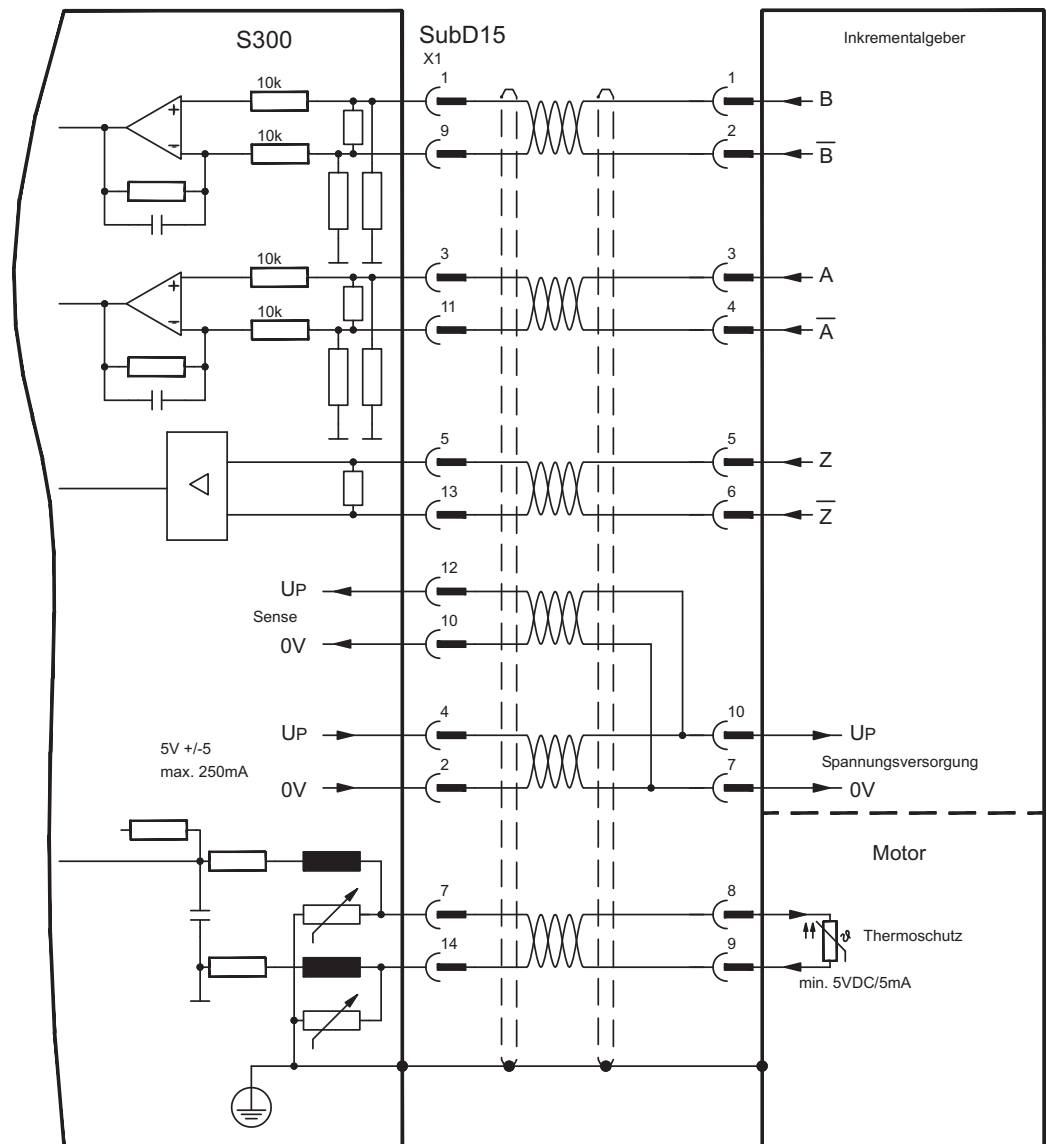 S300 SubD15 Inkrementalgeber
X1
10k 1 1 B
10k 9 2 B̅
+
-
10k 3 3 A
10k 11 4 A̅
+
-
5 5 Z
13 6 Z̅
UP 12
Sense
0V 10
UP 4 10 UP
5V +/-5
max. 250mA
Spannungsversorgung
0V 2 7 0V
Motor
7 8
ϑ Thermoschutz
14 9
min. 5VDC/5mA